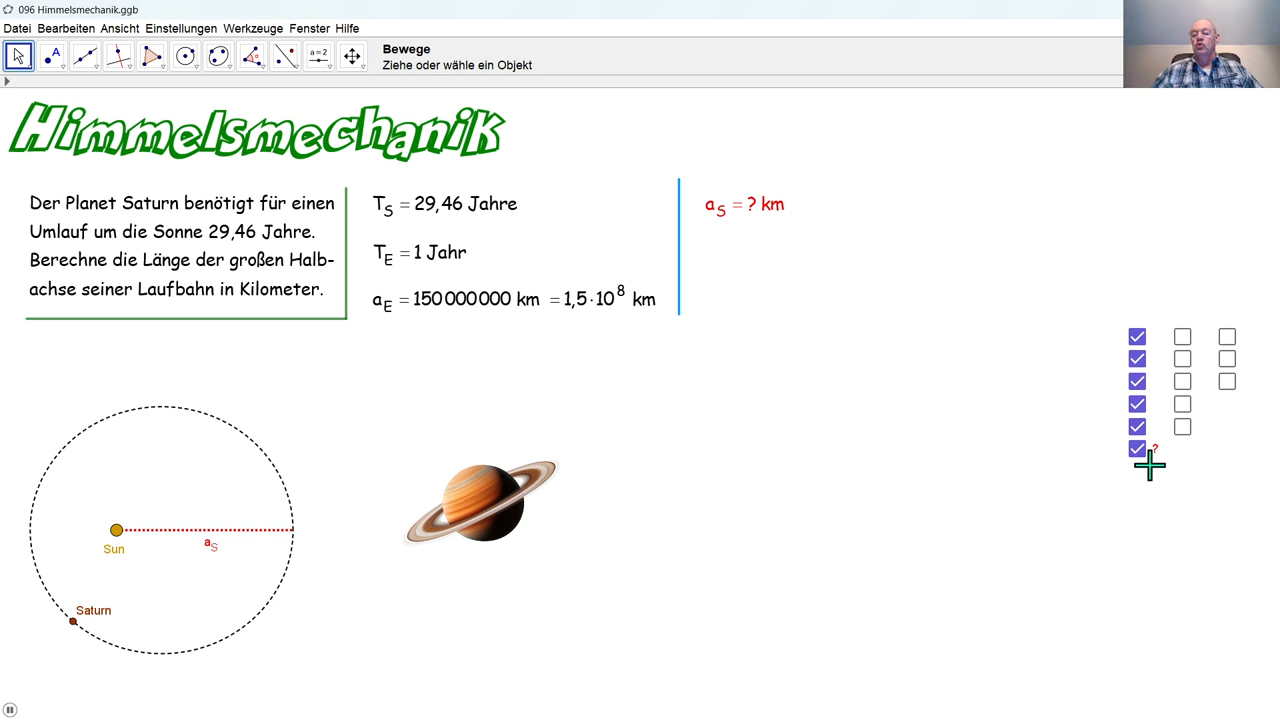 096 Himmelsmechanik.ggb
Datei Bearbeiten Ansicht Einstellungen Werkzeuge Fenster Hilfe
A
a=2
Bewege
Ziehe oder wähle ein Objekt
Himmelsmechanik
Der Planet Saturn benötigt für einen
Umlauf um die Sonne 29,46 Jahre.
Berechne die Länge der großen Halb-
achse seiner Laufbahn in Kilometer.
T_S = 29,46 Jahre
T_E = 1 Jahr
a_E = 150000000 km = 1,5·10^8 km
a_S = ? km
?
Sun
a_S
Saturn